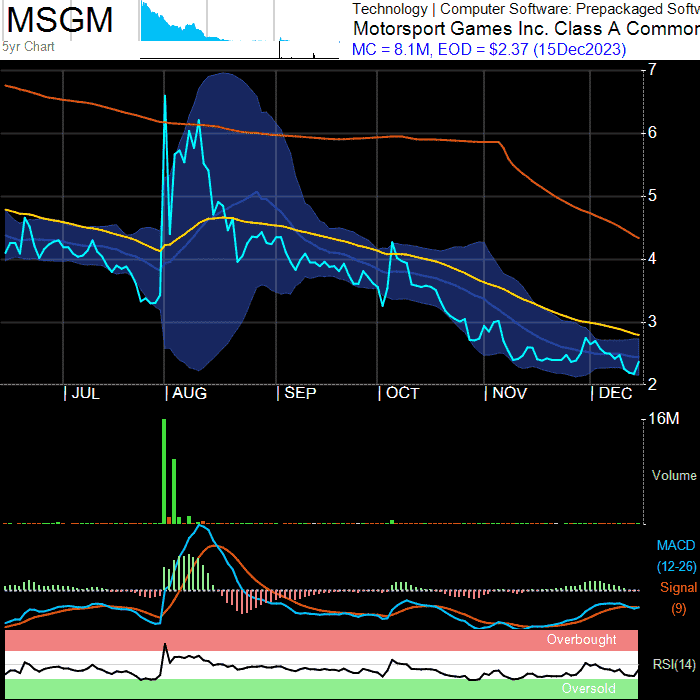 MSGM
5yr Chart
Technology | Computer Software: Prepackaged Softw
Motorsport Games Inc. Class A Common
MC = 8.1M, EOD = $2.37 (15Dec2023)
7
6
5
4
3
2
| JUL | AUG | SEP | OCT | NOV | DEC
16M
Volume
MACD
(12-26)
Signal
(9)
Overbought
RSI(14)
Oversold